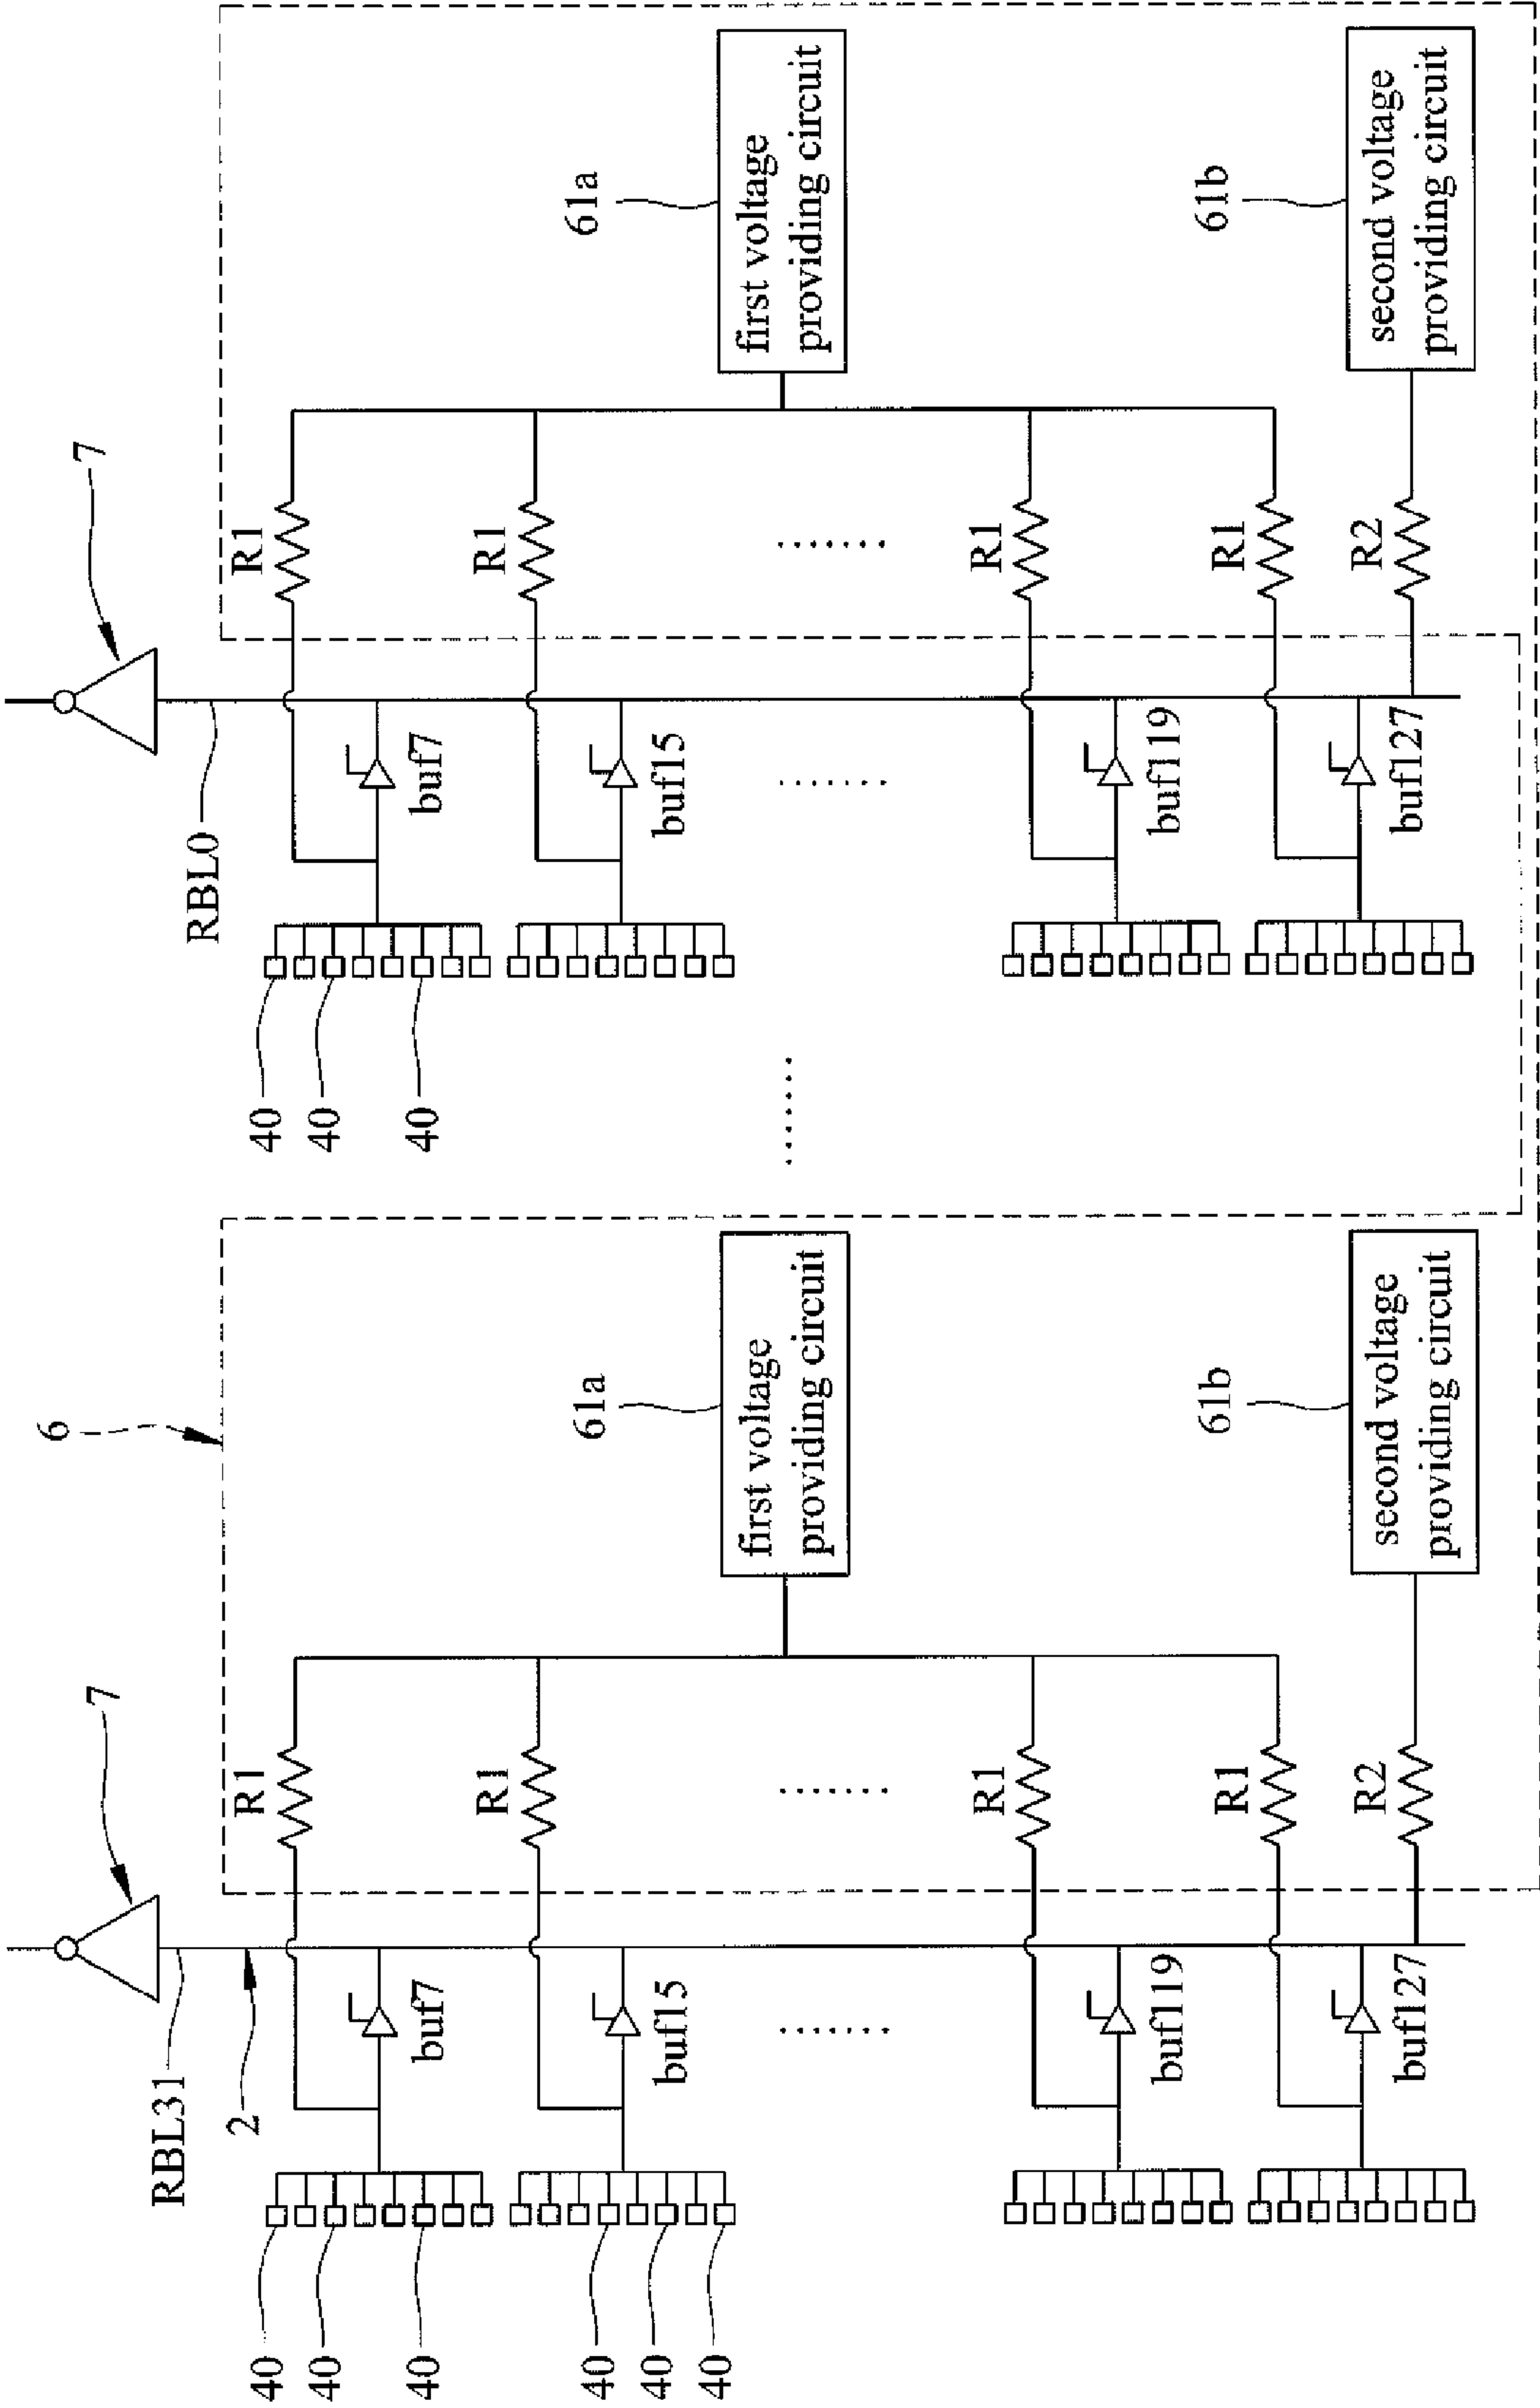 6
7
7
RBL31
RBL0
2
R1
R1
40
40
40
40
40
buf7
40
buf7
R1
R1
40
61a
61a
40
buf15
buf15
40
first voltage
providing circuit
first voltage
providing circuit
R1
R1
buf119
buf119
61b
61b
R1
R1
R2
second voltage
providing circuit
R2
second voltage
providing circuit
buf127
buf127